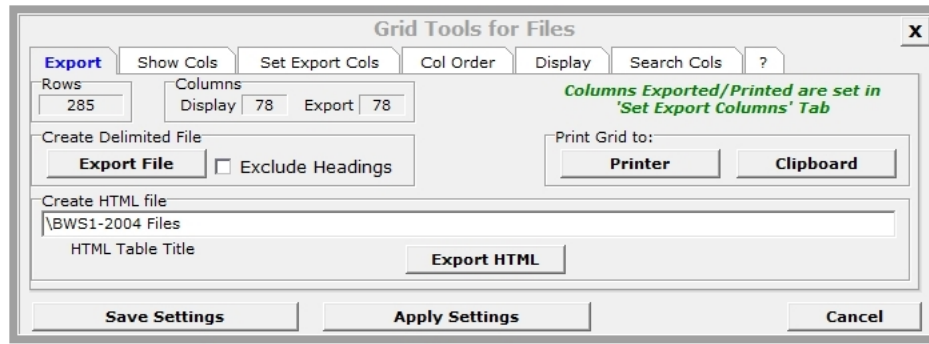 Grid Tools for Files
x
Export Show Cols Set Export Cols Col Order Display Search Cols ?
Rows Columns
285 Display 78 Export 78
Columns Exported/Printed are set in
'Set Export Columns' Tab
Create Delimited File Print Grid to:
Export File Exclude Headings Printer Clipboard
Create HTML file
\BWS1-2004 Files
HTML Table Title Export HTML
Save Settings Apply Settings Cancel